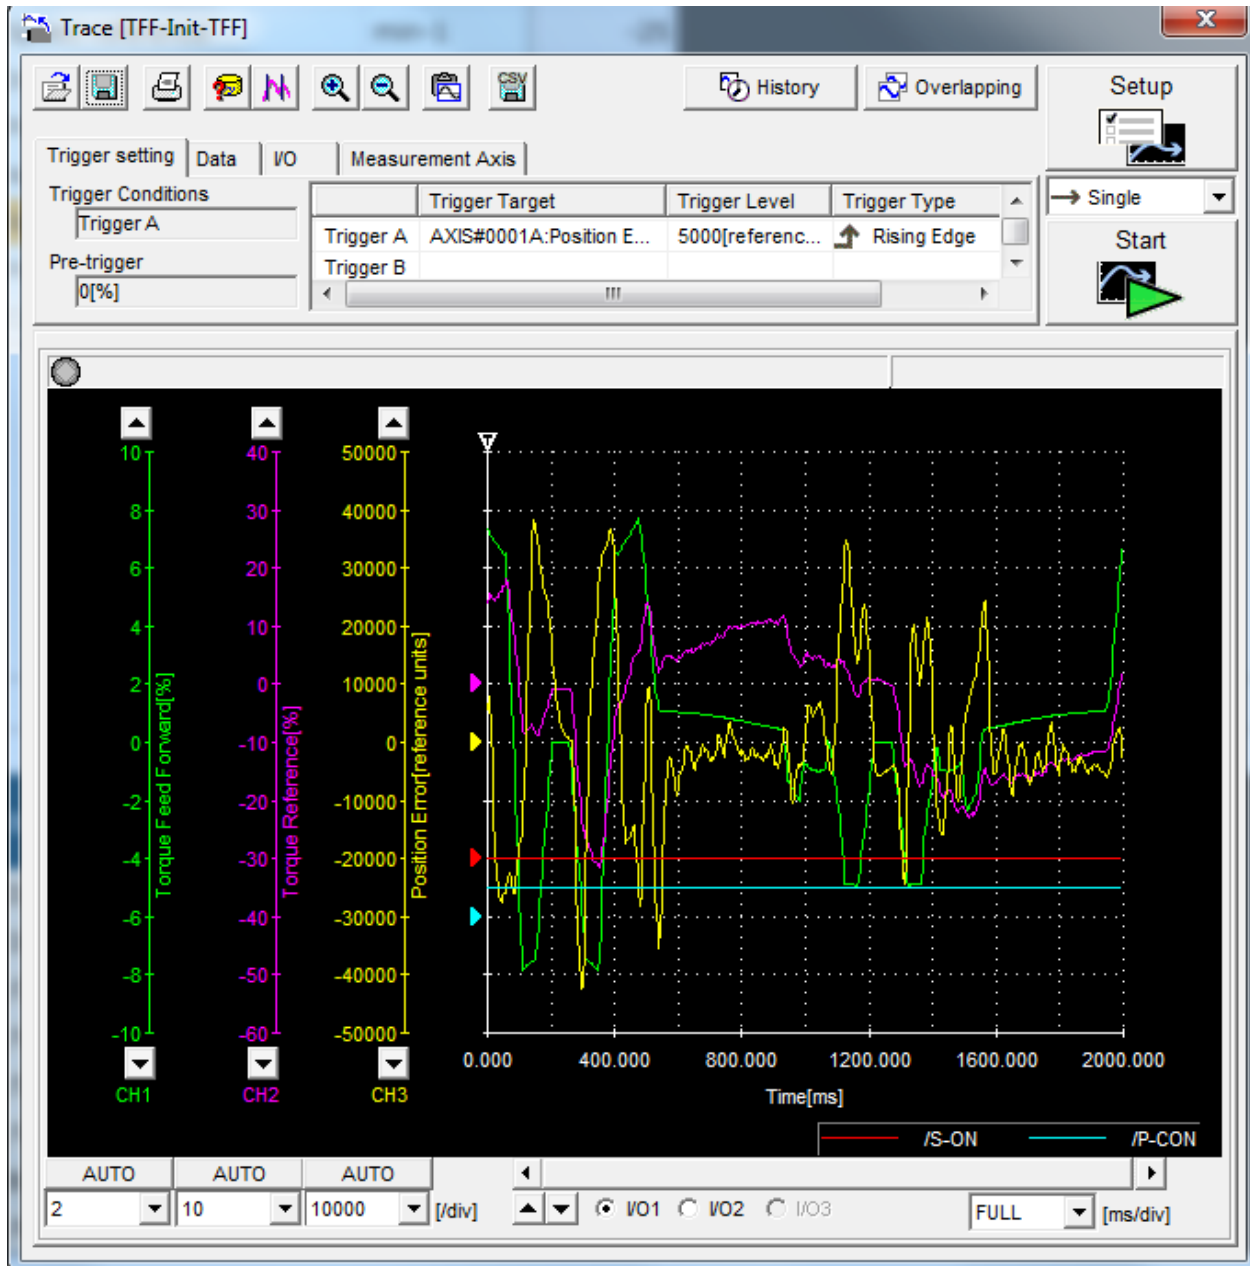 Trace [TFF-Init-TFF]
CSV
History
Overlapping
Setup
Trigger setting
Data
I/O
Measurement Axis
Trigger Conditions
Trigger A
Pre-trigger
0[%]
Trigger Target
Trigger Level
Trigger Type
Trigger A
AXIS#0001A:Position E...
5000[referenc...
Rising Edge
Trigger B
Single
Start
T
10
8
6
4
2
0
-2
-4
-6
-8
-10
Torque Feed Forward[%]
CH1
40
30
20
10
0
-10
-20
-30
-40
-50
-60
Torque Reference[%]
CH2
50000
40000
30000
20000
10000
0
-10000
-20000
-30000
-40000
-50000
Position Error[reference units]
CH3
0.000
400.000
800.000
1200.000
1600.000
2000.000
Time[ms]
/S-ON
/P-CON
AUTO
AUTO
AUTO
2
10
10000
[/div]
I/O1
I/O2
I/O3
FULL
[ms/div]